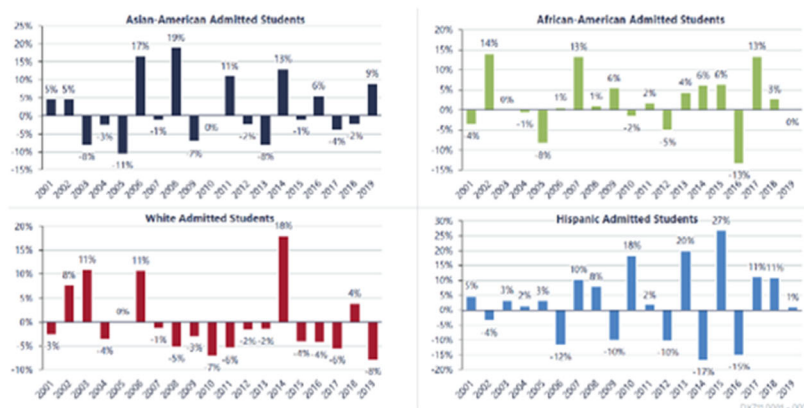 Asian-American Admitted Students
25%
20%
15%
10%
5%
0%
-5%
-10%
-15%
5% 5% -8% -3% -11% 17% -1% 19% -7% 0% 11% -2% -8% 13% -1% 6% -4% -2% 9%
2001 2002 2003 2004 2005 2006 2007 2008 2009 2010 2011 2012 2013 2014 2015 2016 2017 2018 2019
African-American Admitted Students
20%
15%
10%
5%
0%
-5%
-10%
-15%
-4% 14% 0% -1% -8% 1% 13% 1% 6% -2% 2% -5% 4% 6% 6% -13% 13% 3% 0%
2001 2002 2003 2004 2005 2006 2007 2008 2009 2010 2011 2012 2013 2014 2015 2016 2017 2018 2019
White Admitted Students
20%
15%
10%
5%
0%
-5%
-10%
3% 8% 11% -4% 0% 11% -1% -5% -3% -7% -6% -2% -2% 18% -4% -4% -6% 4% -8%
2001 2002 2003 2004 2005 2006 2007 2008 2009 2010 2011 2012 2013 2014 2015 2016 2017 2018 2019
Hispanic Admitted Students
30%
25%
20%
15%
10%
5%
0%
-5%
-10%
-15%
-20%
5% -4% 3% 2% 3% -12% 10% 8% -10% 18% 2% -10% 20% -17% 27% -15% 11% 11% 1%
2001 2002 2003 2004 2005 2006 2007 2008 2009 2010 2011 2012 2013 2014 2015 2016 2017 2018 2019